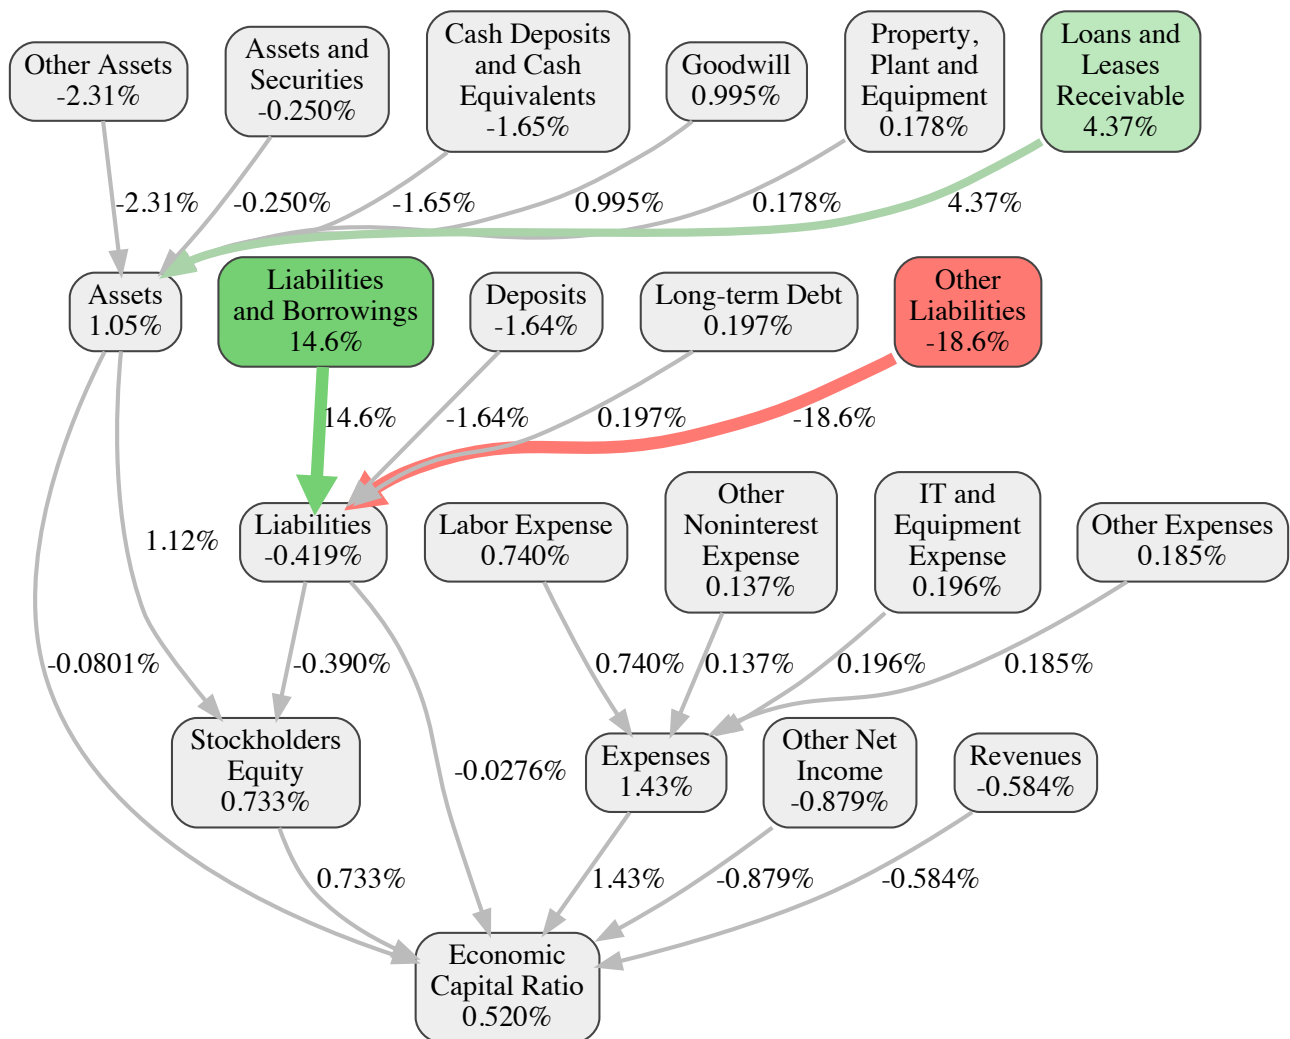 Other Assets
-2.31%
Assets and
Securities
-0.250%
Cash Deposits
and Cash
Equivalents
-1.65%
Goodwill
0.995%
Property,
Plant and
Equipment
0.178%
Loans and
Leases
Receivable
4.37%
-2.31%
-0.250%
-1.65%
0.995%
0.178%
4.37%
Assets
1.05%
Liabilities
and Borrowings
14.6%
Deposits
-1.64%
Long-term Debt
0.197%
Other
Liabilities
-18.6%
14.6%
-1.64%
0.197%
-18.6%
1.12%
Liabilities
-0.419%
Labor Expense
0.740%
Other
Noninterest
Expense
0.137%
IT and
Equipment
Expense
0.196%
Other Expenses
0.185%
-0.0801%
-0.390%
0.740%
0.137%
0.196%
0.185%
Stockholders
Equity
0.733%
-0.0276%
Expenses
1.43%
Other Net
Income
-0.879%
Revenues
-0.584%
0.733%
1.43%
-0.879%
-0.584%
Economic
Capital Ratio
0.520%